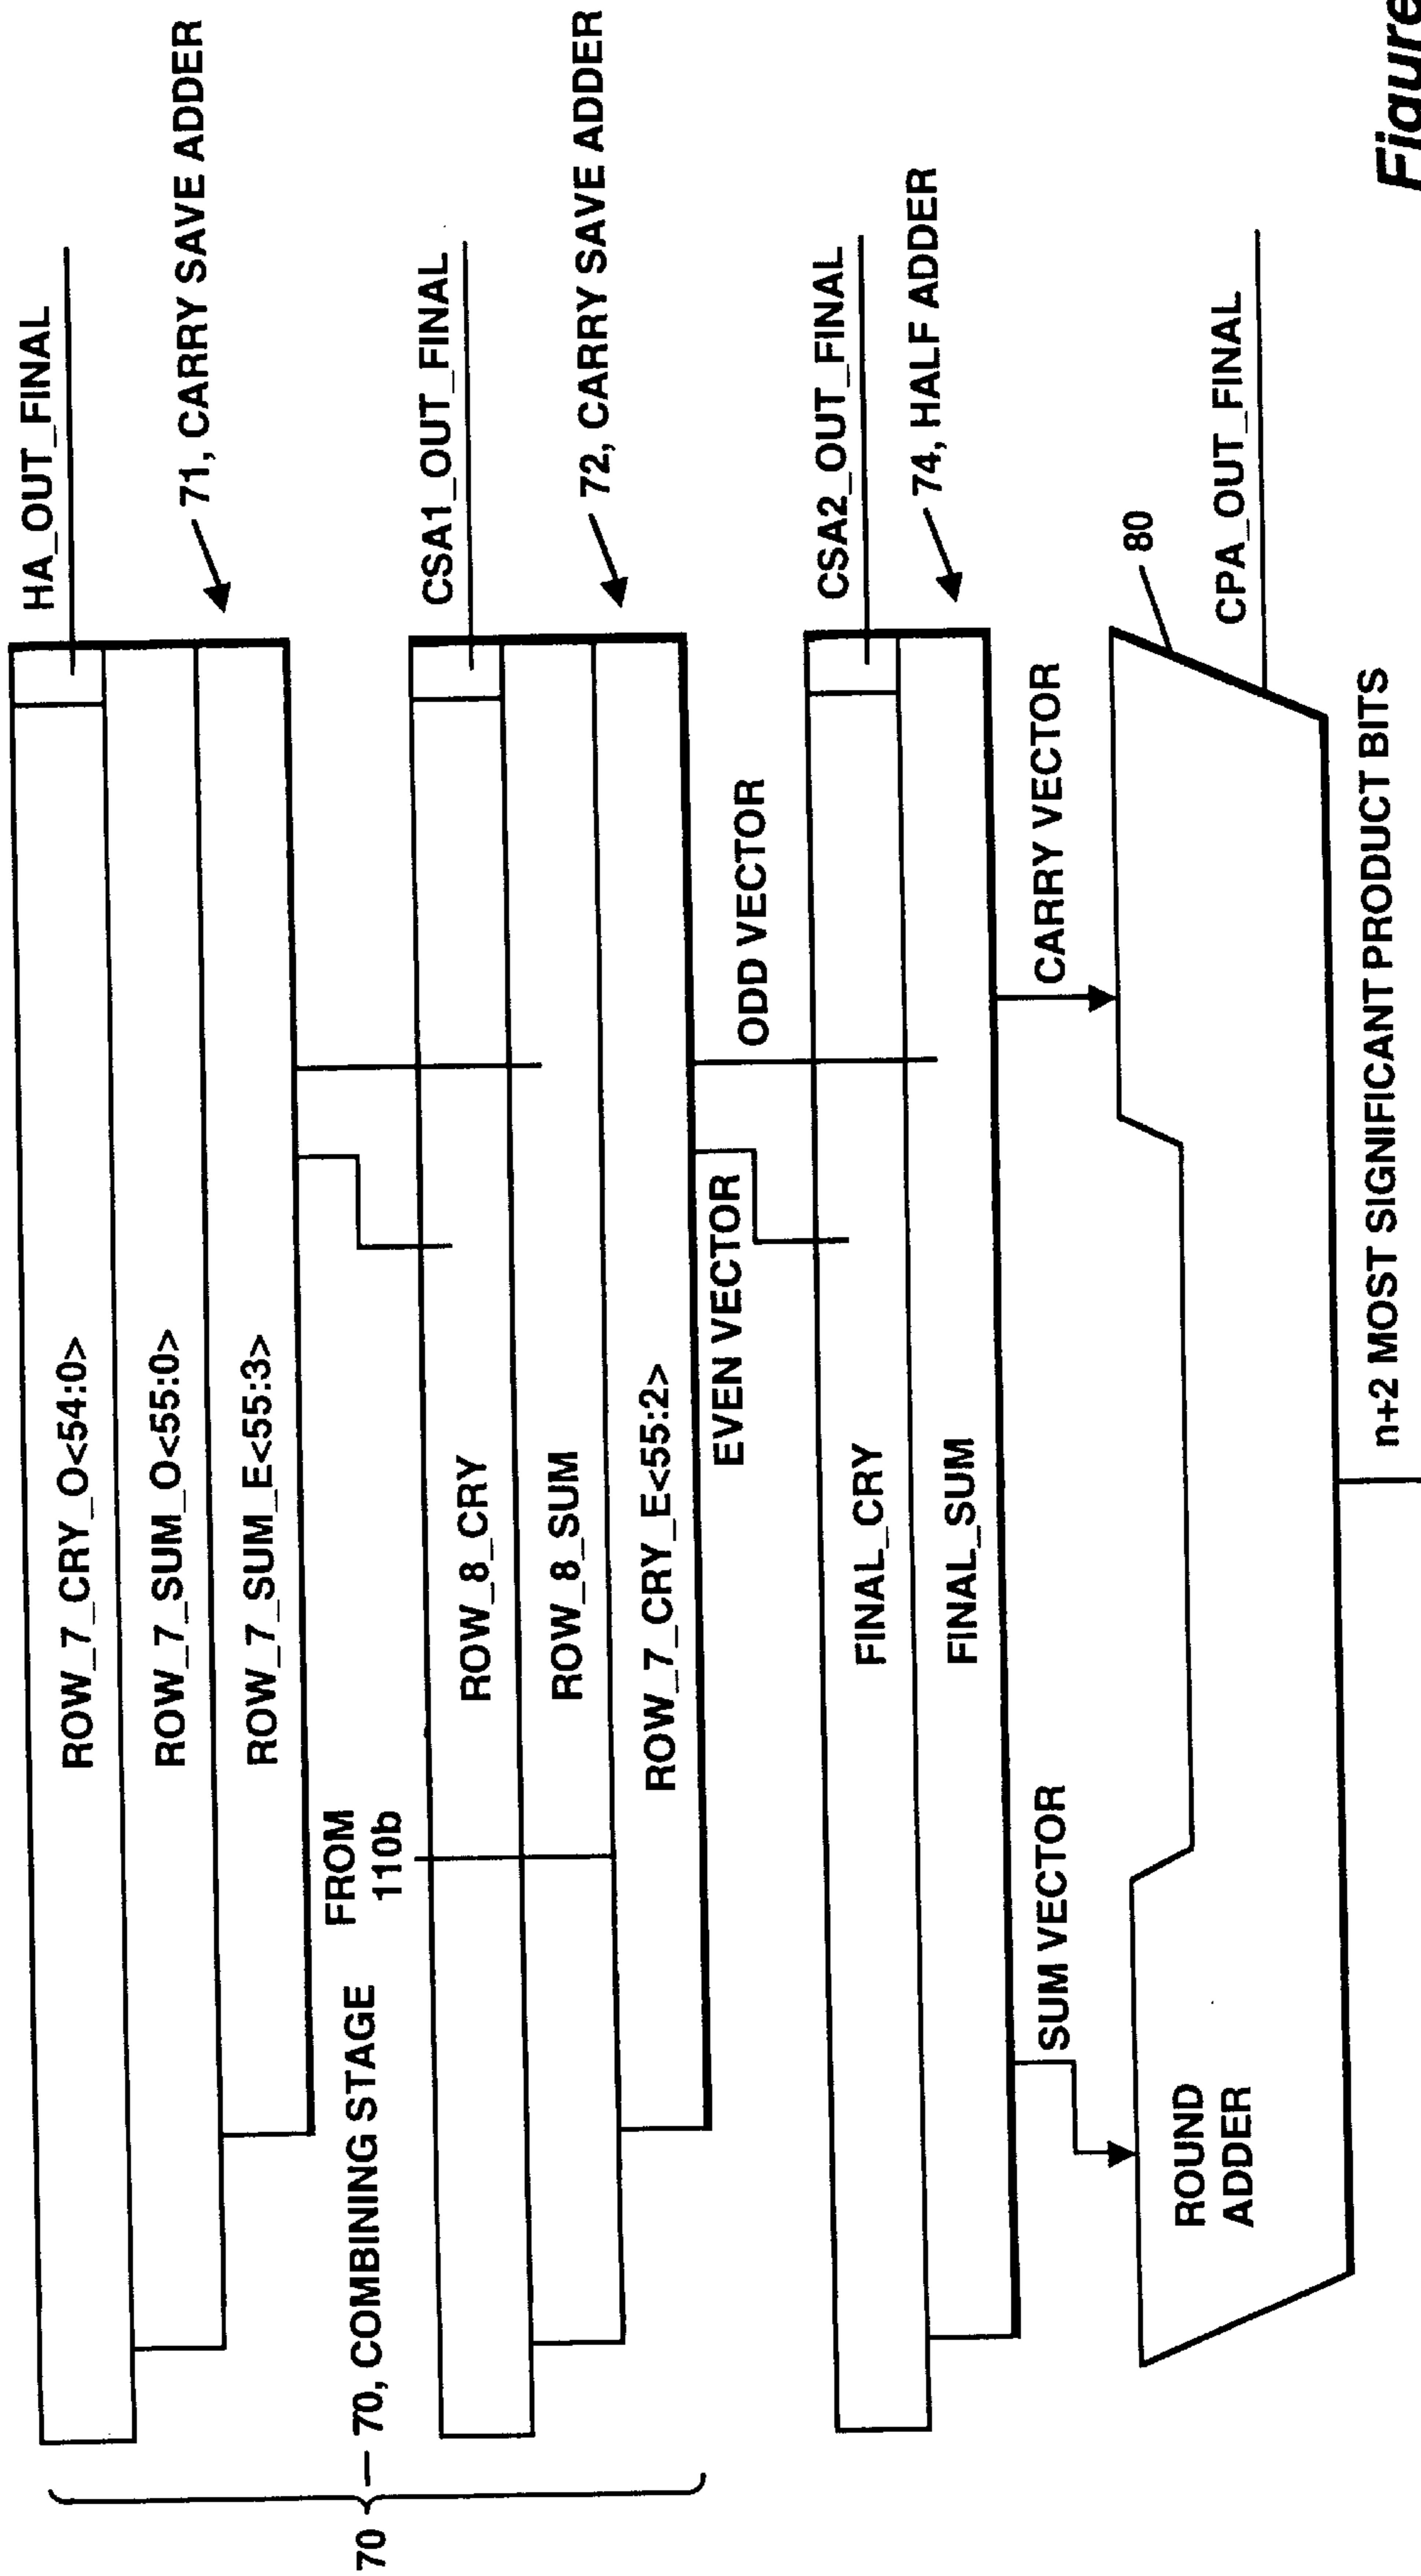 HA_OUT_FINAL
ROW_7_CRY_O<54:0>
ROW_7_SUM_O<55:0>
ROW_7_SUM_E<55:3>
71, CARRY SAVE ADDER
FROM
110b
70
70, COMBINING STAGE
CSA1_OUT_FINAL
ROW_8_CRY
ROW_8_SUM
ROW_7_CRY_E<55:2>
72, CARRY SAVE ADDER
EVEN VECTOR
ODD VECTOR
CSA2_OUT_FINAL
FINAL_CRY
FINAL_SUM
74, HALF ADDER
SUM VECTOR
CARRY VECTOR
80
ROUND
ADDER
CPA_OUT_FINAL
n+2 MOST SIGNIFICANT PRODUCT BITS
Figure